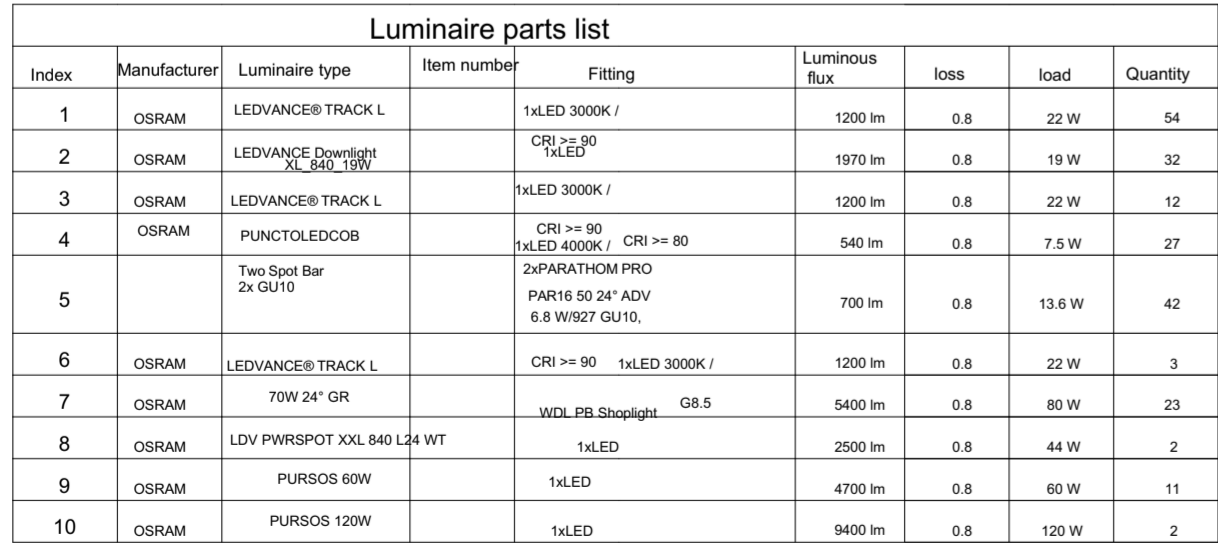 Luminaire parts list
Index Manufacturer Luminaire type Item number Fitting Luminous flux loss load Quantity
1 OSRAM LEDVANCE® TRACK L 1xLED 3000K / 1200 lm 0.8 22 W 54
2 OSRAM LEDVANCE Downlight XL_840_19W CRI >= 90 1xLED 1970 lm 0.8 19 W 32
3 OSRAM LEDVANCE® TRACK L 1xLED 3000K / 1200 lm 0.8 22 W 12
4 OSRAM PUNCTOLEDCOB CRI >= 90 1xLED 4000K / CRI >= 80 540 lm 0.8 7.5 W 27
5 Two Spot Bar 2x GU10 2xPARATHOM PRO PAR16 50 24° ADV 6.8 W/927 GU10, 700 lm 0.8 13.6 W 42
6 OSRAM LEDVANCE® TRACK L CRI >= 90 1xLED 3000K / 1200 lm 0.8 22 W 3
7 OSRAM 70W 24° GR WDL PB Shoplight G8.5 5400 lm 0.8 80 W 23
8 OSRAM LDV PWRSPOT XXL 840 L24 WT 1xLED 2500 lm 0.8 44 W 2
9 OSRAM PURSOS 60W 1xLED 4700 lm 0.8 60 W 11
10 OSRAM PURSOS 120W 1xLED 9400 lm 0.8 120 W 2